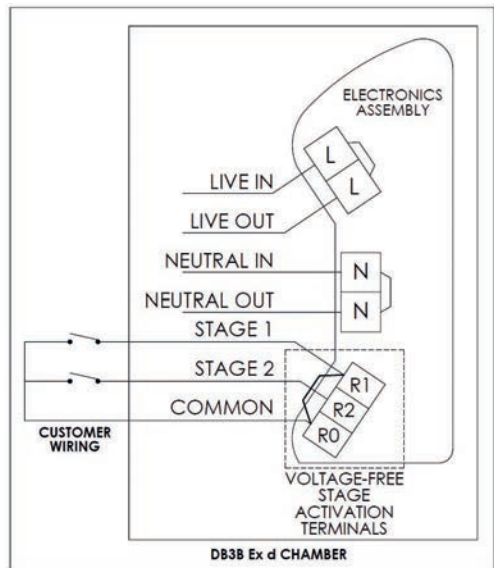 ELECTRONICS
ASSEMBLY
L
LIVE IN
L
LIVE OUT
NEUTRAL IN
N
NEUTRAL OUT
N
STAGE 1
STAGE 2
R1
R2
COMMON
R0
CUSTOMER
WIRING
VOLTAGE-FREE
STAGE
ACTIVATION
TERMINALS
DB3B Ex d CHAMBER